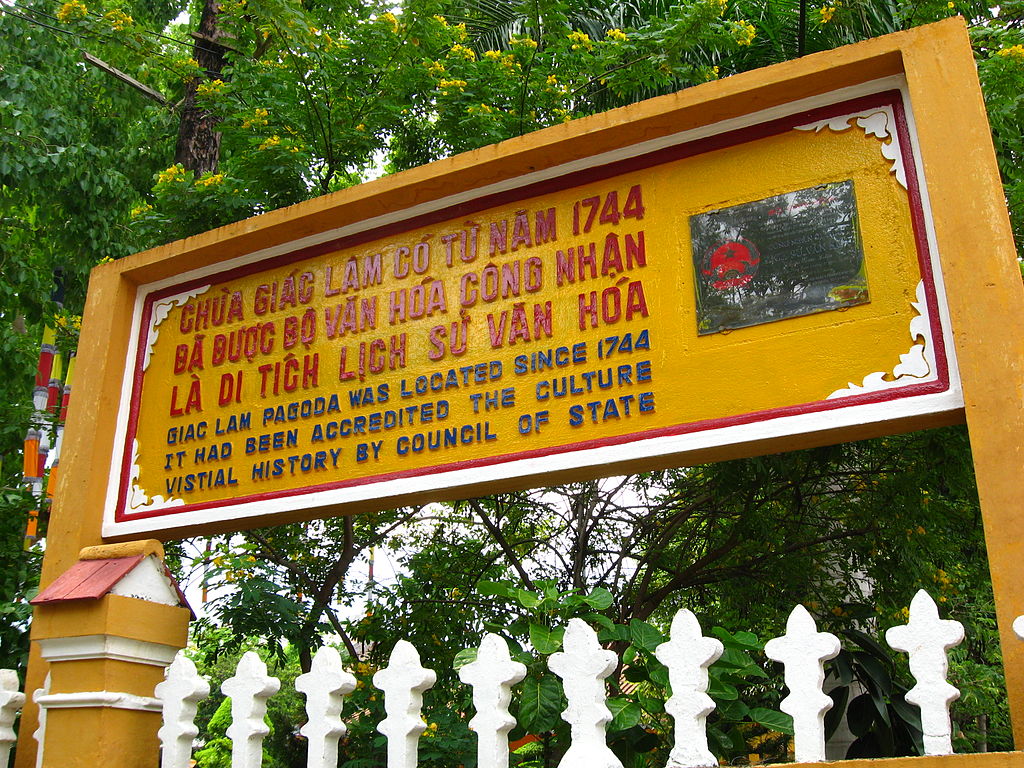 CHÙA GIÁC LÂM CÓ TỪ NĂM 1744
ĐÃ ĐƯỢC BỘ VĂN HÓA CÔNG NHẬN
LÀ DI TÍCH LỊCH SỬ VĂN HÓA
GIAC LAM PAGODA WAS LOCATED SINCE 1744
IT HAD BEEN ACCREDITED THE CULTURE
VISTIAL HISTORY BY COUNCIL OF STATE